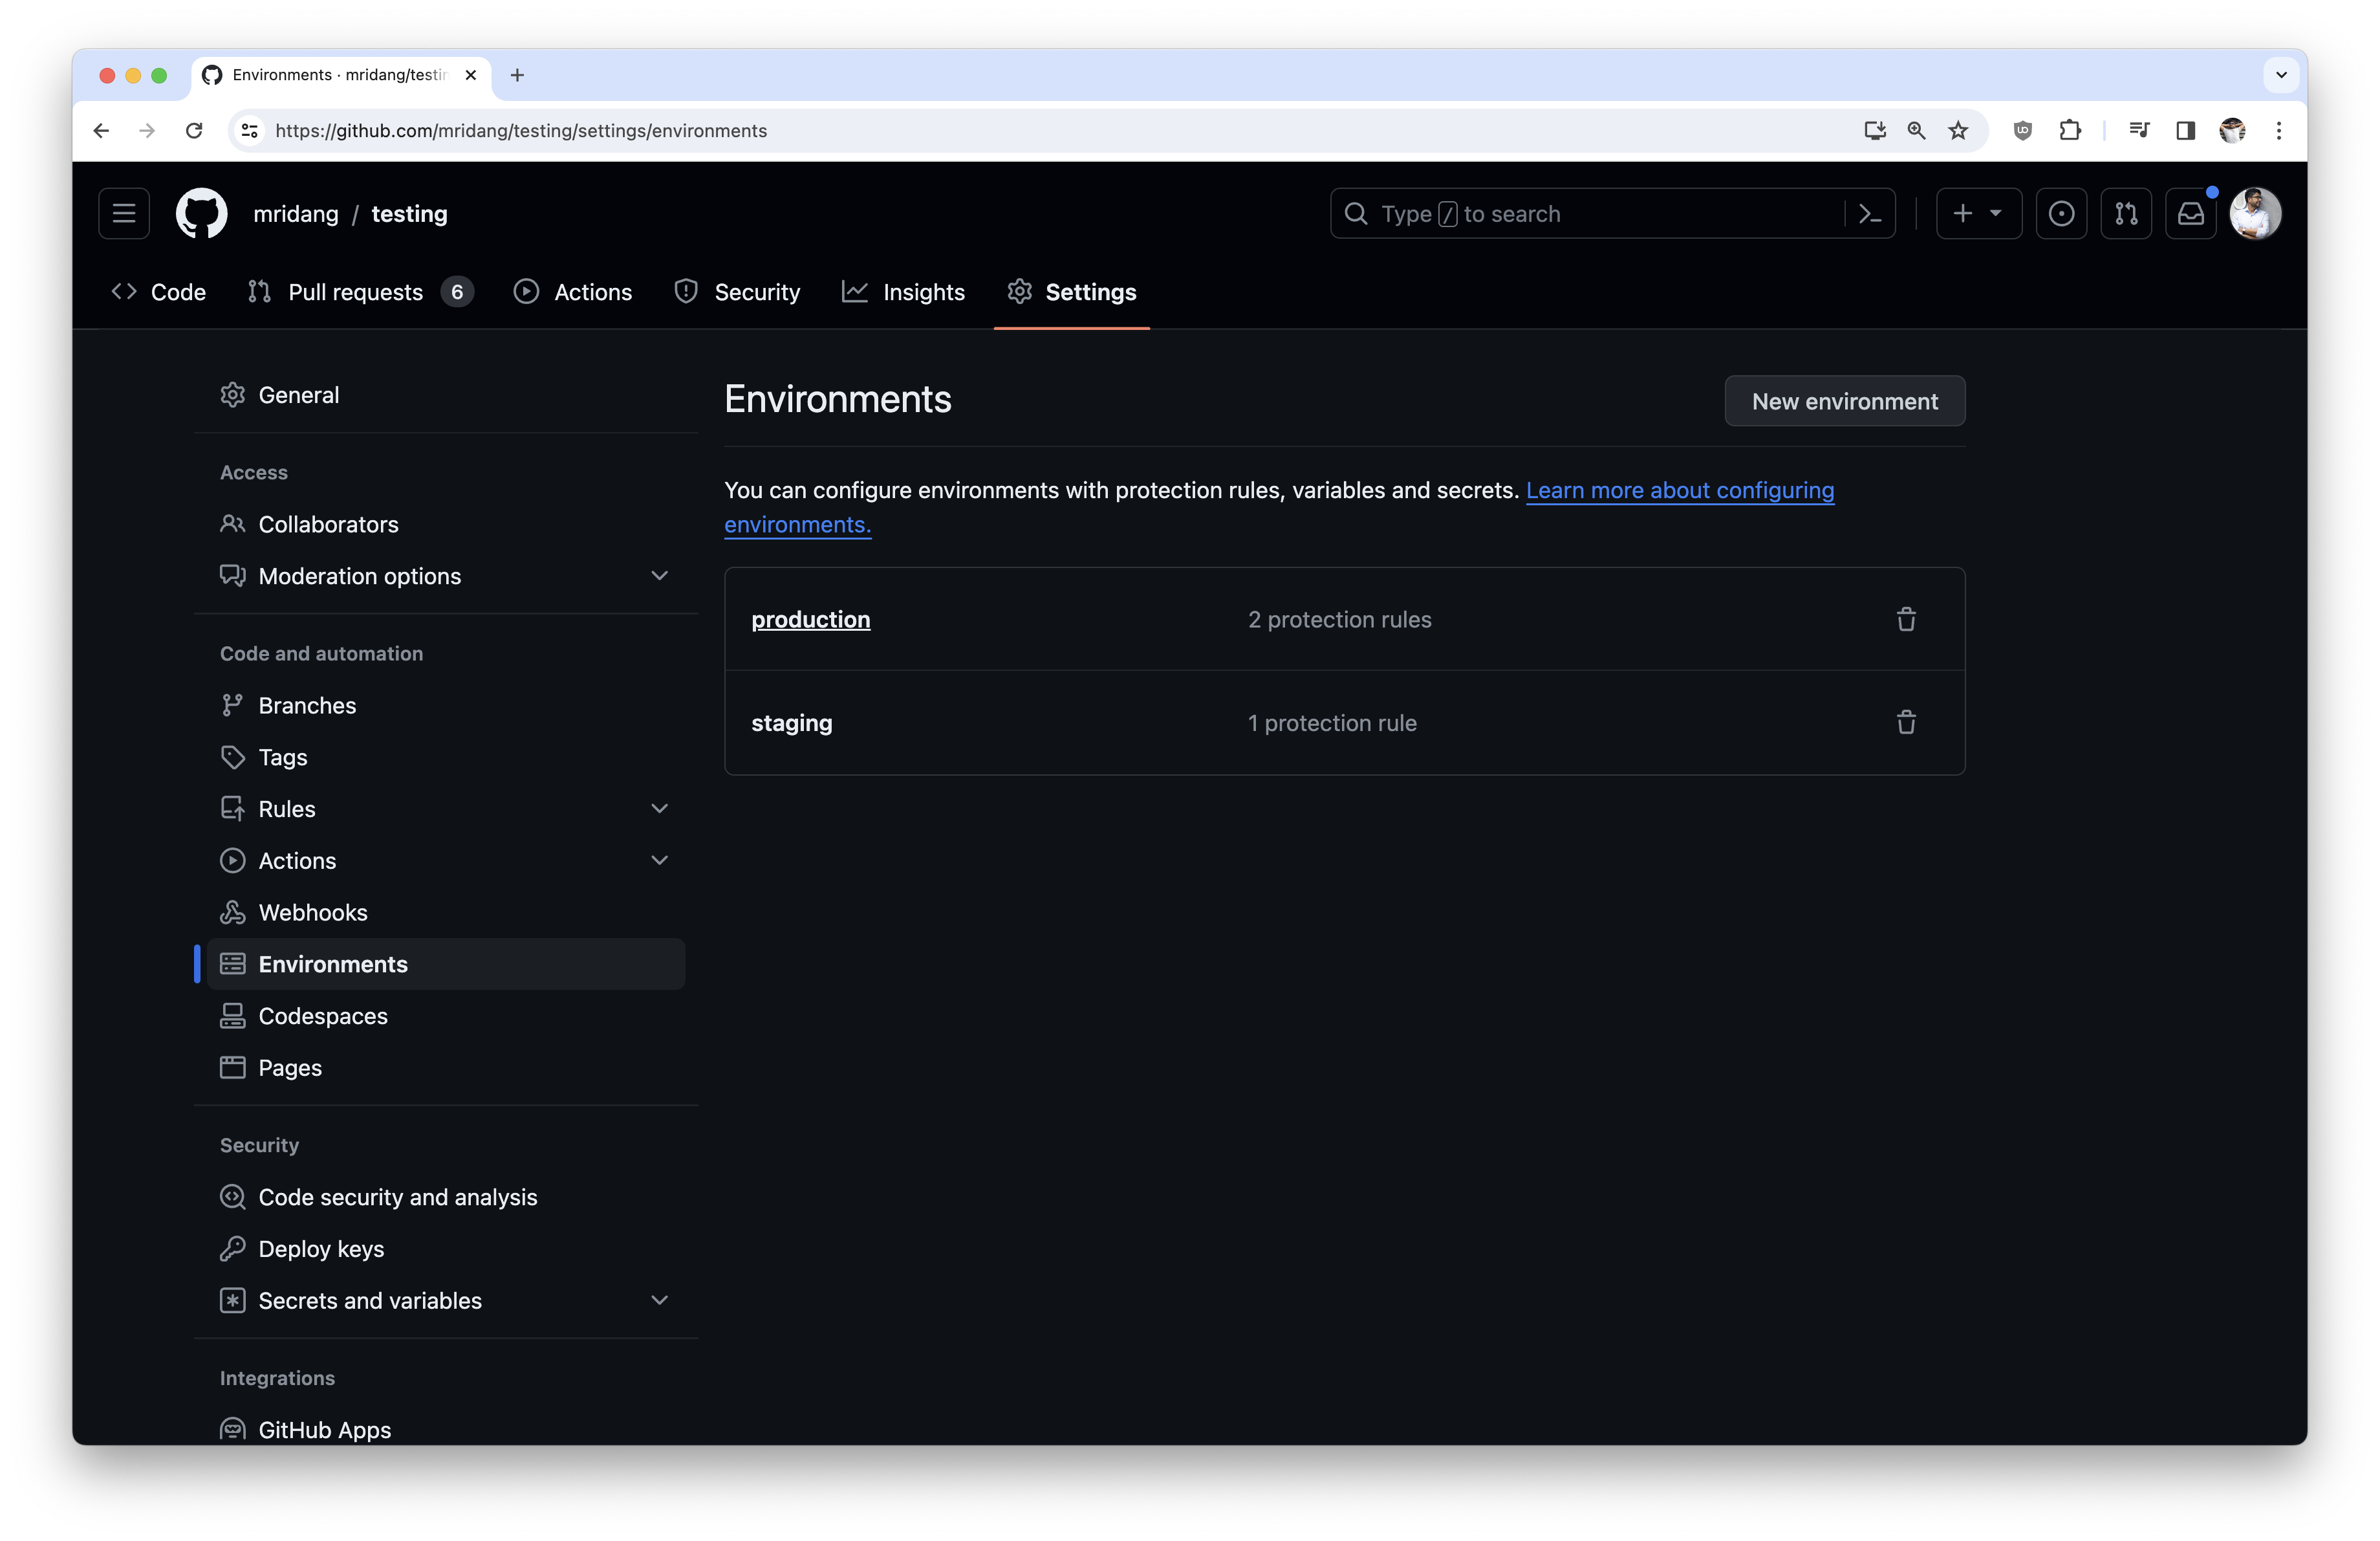 Environments · mridang/testin
https://github.com/mridang/testing/settings/environments
mridang / testing
Type / to search
Code
Pull requests 6
Actions
Security
Insights
Settings
General
Access
Collaborators
Moderation options
Code and automation
Branches
Tags
Rules
Actions
Webhooks
Environments
Codespaces
Pages
Security
Code security and analysis
Deploy keys
Secrets and variables
Integrations
GitHub Apps
Environments
New environment
You can configure environments with protection rules, variables and secrets. Learn more about configuring
environments.
production 2 protection rules
staging 1 protection rule